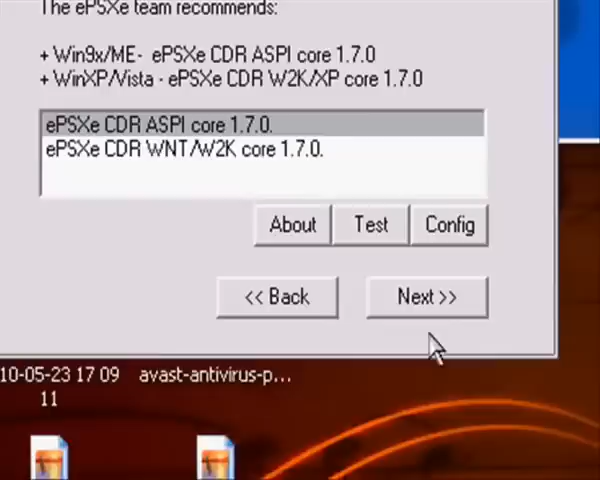 The ePSXe team recommends:
+ Win9x/ME- ePSXe CDR ASPI core 1.7.0
+ WinXP/Vista - ePSXe CDR W2K/XP core 1.7.0
ePSXe CDR ASPI core 1.7.0.
ePSXe CDR WNT/W2K core 1.7.0.
About Test Config
<< Back Next >>
10-05-23 17 09 avast-antivirus-p...
11